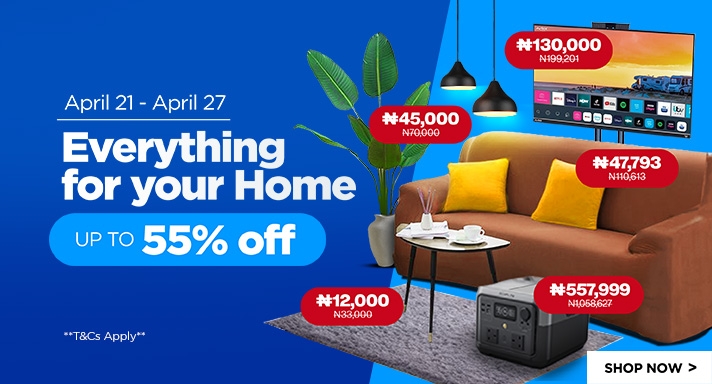 April 21 - April 27
Everything
for your Home
UP TO 55% off
**T&Cs Apply**
₦130,000
₦199,201
₦45,000
₦70,000
₦47,793
₦110,613
₦12,000
₦33,000
₦557,999
₦1,058,627
SHOP NOW >